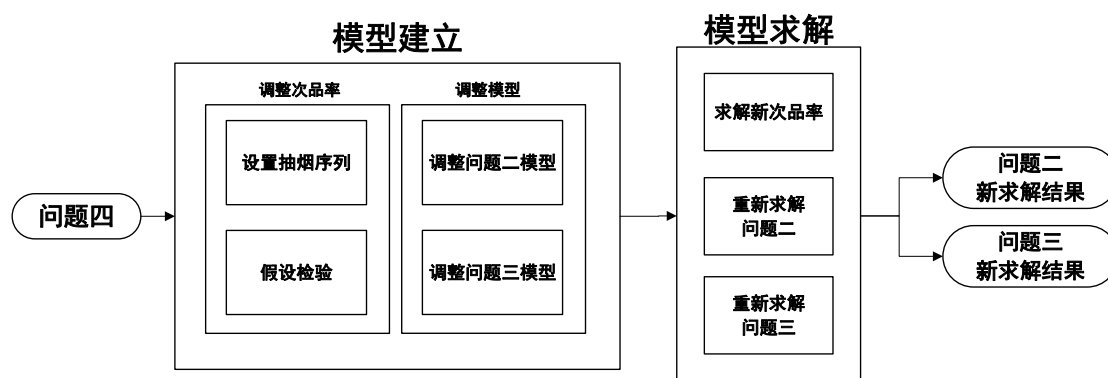 模型建立
模型求解
调整次品率
调整模型
设置抽烟序列
调整问题二模型
假设检验
调整问题三模型
问题四
求解新次品率
重新求解
问题二
重新求解
问题三
问题二
新求解结果
问题三
新求解结果